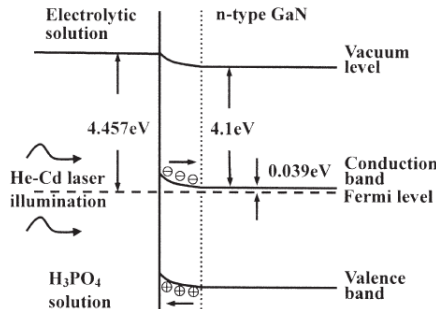 Electrolytic
solution
n-type GaN
Vacuum
level
4.457eV
4.1eV
0.039eV
Conduction
band
He-Cd laser
illumination
Fermi level
H₃PO₄
solution
Valence
band